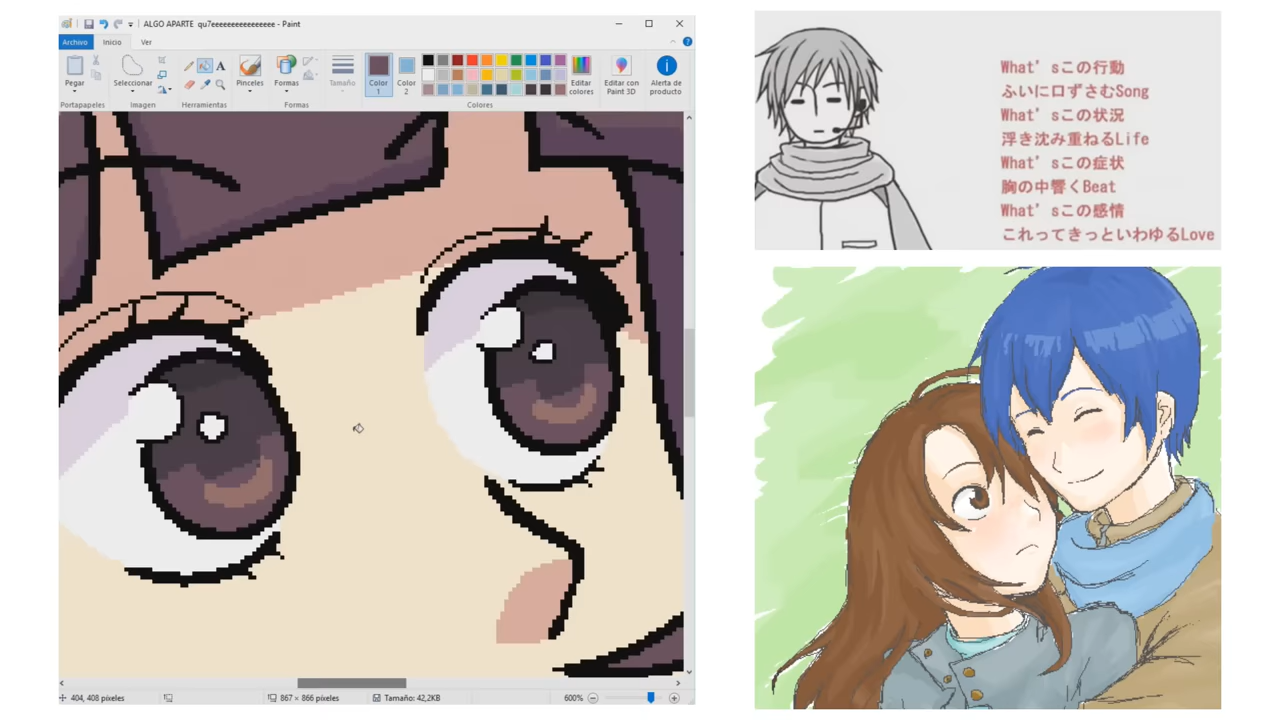 ALGO APARTE qu7eeeeeeeeeeeeeeee - Paint
Archivo Inicio Ver
Pegar
Seleccionar
A
Pinceles
Formas
Tamaño
Color 1
Color 2
Editar colores
Editar con Paint 3D
Alerta de producto
Portapapeles Imagen Herramientas Formas Colores
404, 408 píxeles
867 × 866 píxeles
Tamaño: 42,2KB
600%
What'sこの行動
ふいに口ずさむSong
What'sこの状況
浮き沈み重ねるLife
What'sこの症状
胸の中響くBeat
What'sこの感情
これってきっといわゆるLove